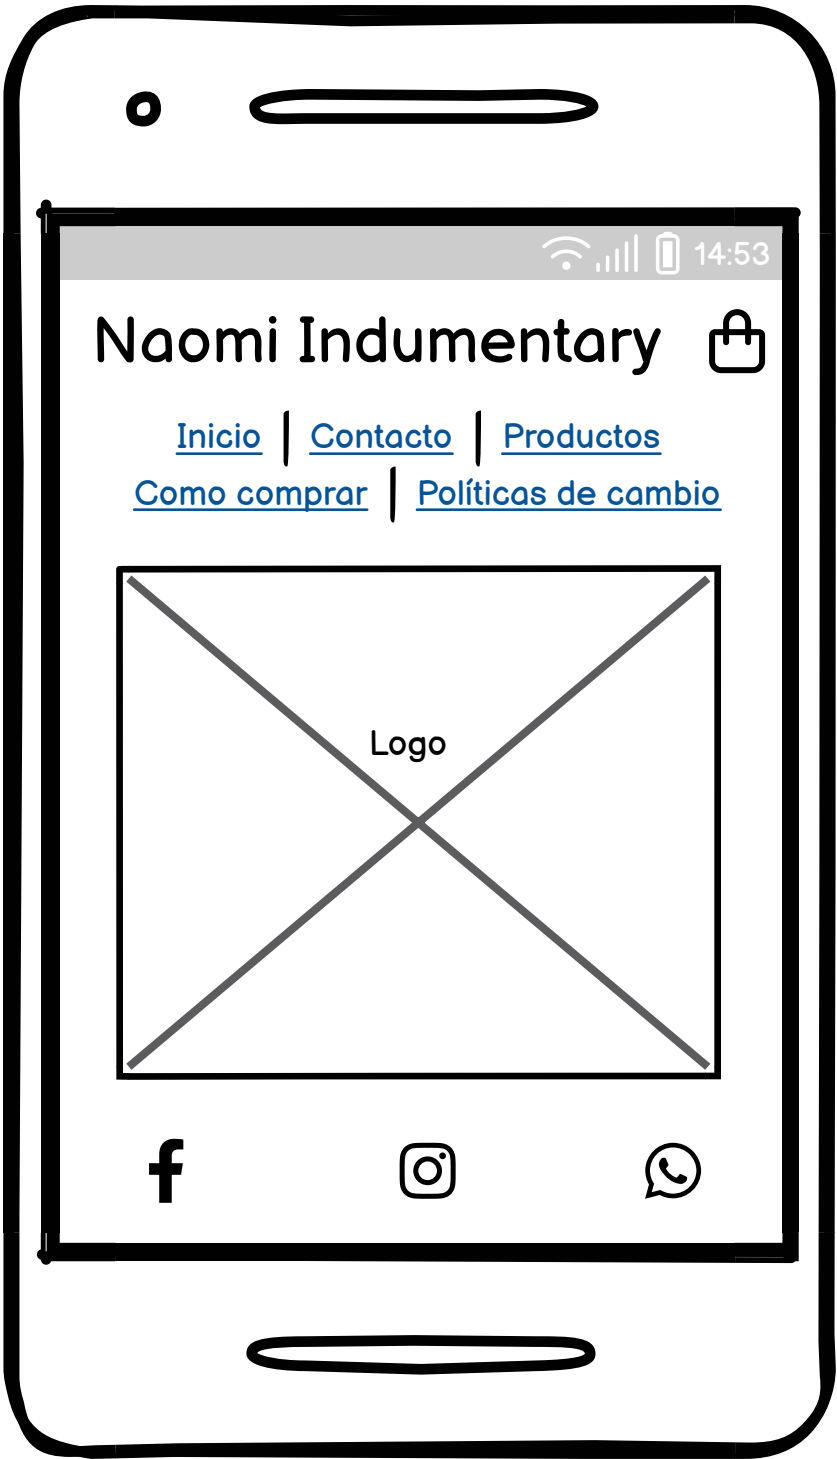 14:53
Naomi Indumentary
Inicio | Contacto | Productos
Como comprar | Políticas de cambio
Logo